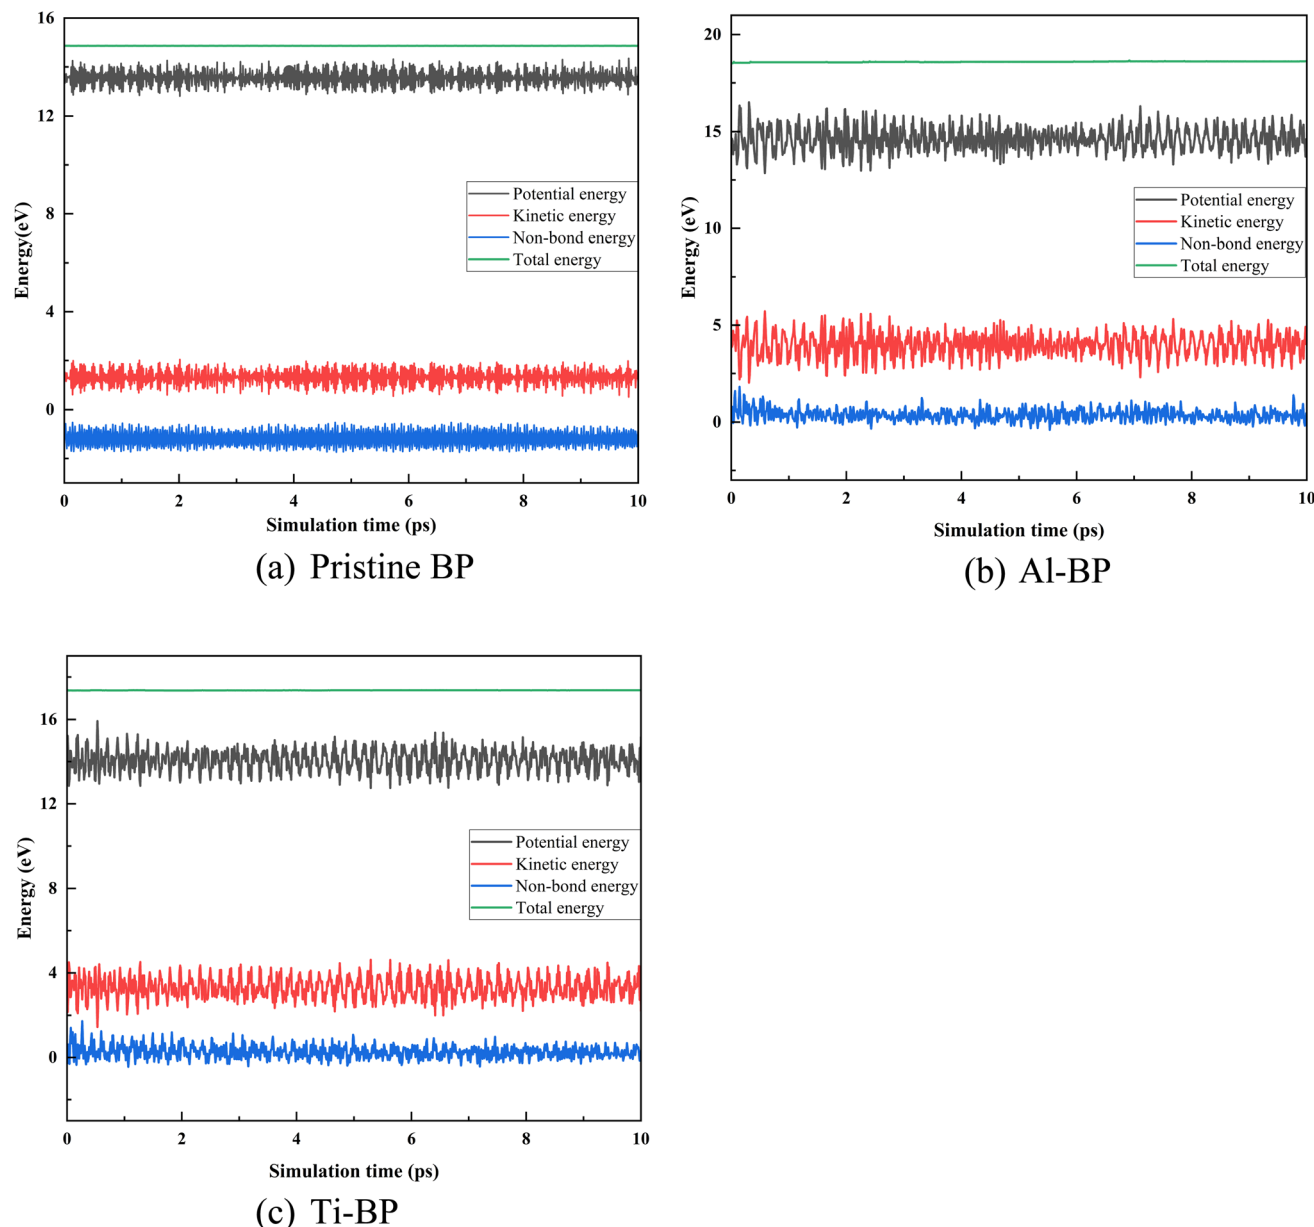 16
12
8
4
0
Energy(eV)
Potential energy
Kinetic energy
Non-bond energy
Total energy
0 2 4 6 8 10
Simulation time (ps)
(a) Pristine BP
20
15
10
5
0
Energy (eV)
Potential energy
Kinetic energy
Non-bond energy
Total energy
0 2 4 6 8 10
Simulation time (ps)
(b) Al-BP
16
12
8
4
0
Energy (eV)
Potential energy
Kinetic energy
Non-bond energy
Total energy
0 2 4 6 8 10
Simulation time (ps)
(c) Ti-BP